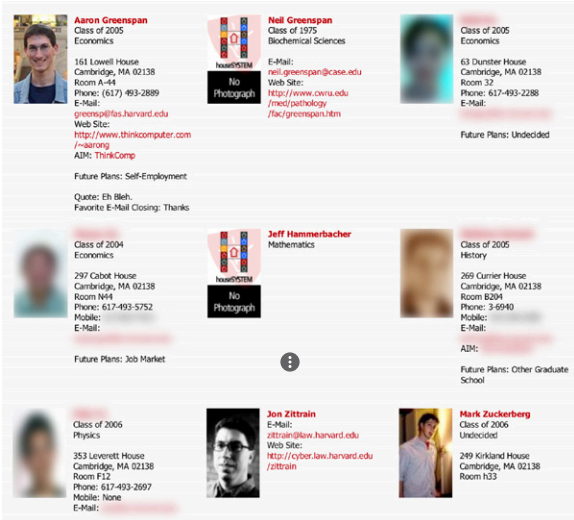 Aaron Greenspan
Class of 2005
Economics
161 Lowell House
Cambridge, MA 02138
Room A-44
Phone: (617) 493-2889
E-Mail:
greensp@fas.harvard.edu
Web Site:
http://www.thinkcomputer.com
/~aarong
AIM: ThinkComp
Future Plans: Self-Employment
Quote: Eh Bleh.
Favorite E-Mail Closing: Thanks
houseSYSTEM
No
Photograph
Neil Greenspan
Class of 1975
Biochemical Sciences
E-Mail:
neil.greenspan@case.edu
Web Site:
http://www.cwru.edu
/med/pathology
/fac/greenspan.htm
Class of 2005
Economics
63 Dunster House
Cambridge, MA 02138
Room 32
Phone: 617-493-2288
E-Mail:
Future Plans: Undecided
Class of 2004
Economics
297 Cabot House
Cambridge, MA 02138
Room N44
Phone: 617-493-5752
Mobile:
E-Mail:
Future Plans: Job Market
houseSYSTEM
No
Photograph
Jeff Hammerbacher
Mathematics
Class of 2005
History
269 Currier House
Cambridge, MA 02138
Room B204
Phone: 3-6940
Mobile:
E-Mail:
AIM:
Future Plans: Other Graduate
School
Class of 2006
Physics
353 Leverett House
Cambridge, MA 02138
Room F12
Phone: 617-493-2697
Mobile: None
E-Mail:
Jon Zittrain
E-Mail:
zittrain@law.harvard.edu
Web Site:
http://cyber.law.harvard.edu
/zittrain
Mark Zuckerberg
Class of 2006
Undecided
249 Kirkland House
Cambridge, MA 02138
Room h33